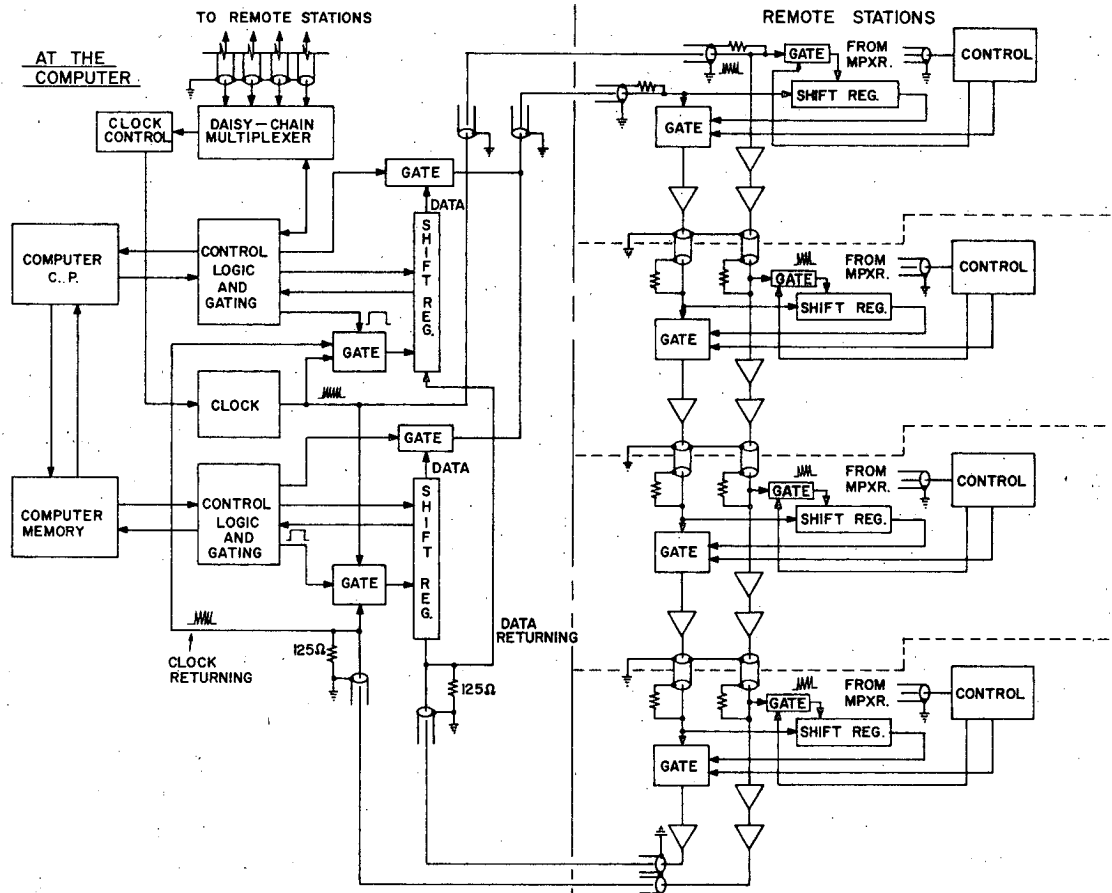 TO REMOTE STATIONS
AT THE
COMPUTER
CLOCK
CONTROL
DAISY-CHAIN
MULTIPLEXER
GATE
DATA
SHIFT REG.
COMPUTER
C. P.
CONTROL
LOGIC
AND
GATING
GATE
CLOCK
GATE
DATA
SHIFT REG.
COMPUTER
MEMORY
CONTROL
LOGIC
AND
GATING
GATE
DATA
RETURNING
125Ω
CLOCK
RETURNING
125Ω
REMOTE STATIONS
GATE
FROM
MPXR.
CONTROL
SHIFT REG.
GATE
FROM
MPXR.
CONTROL
GATE
SHIFT REG.
GATE
FROM
MPXR.
CONTROL
GATE
SHIFT REG.
GATE
FROM
MPXR.
CONTROL
GATE
SHIFT REG.
GATE